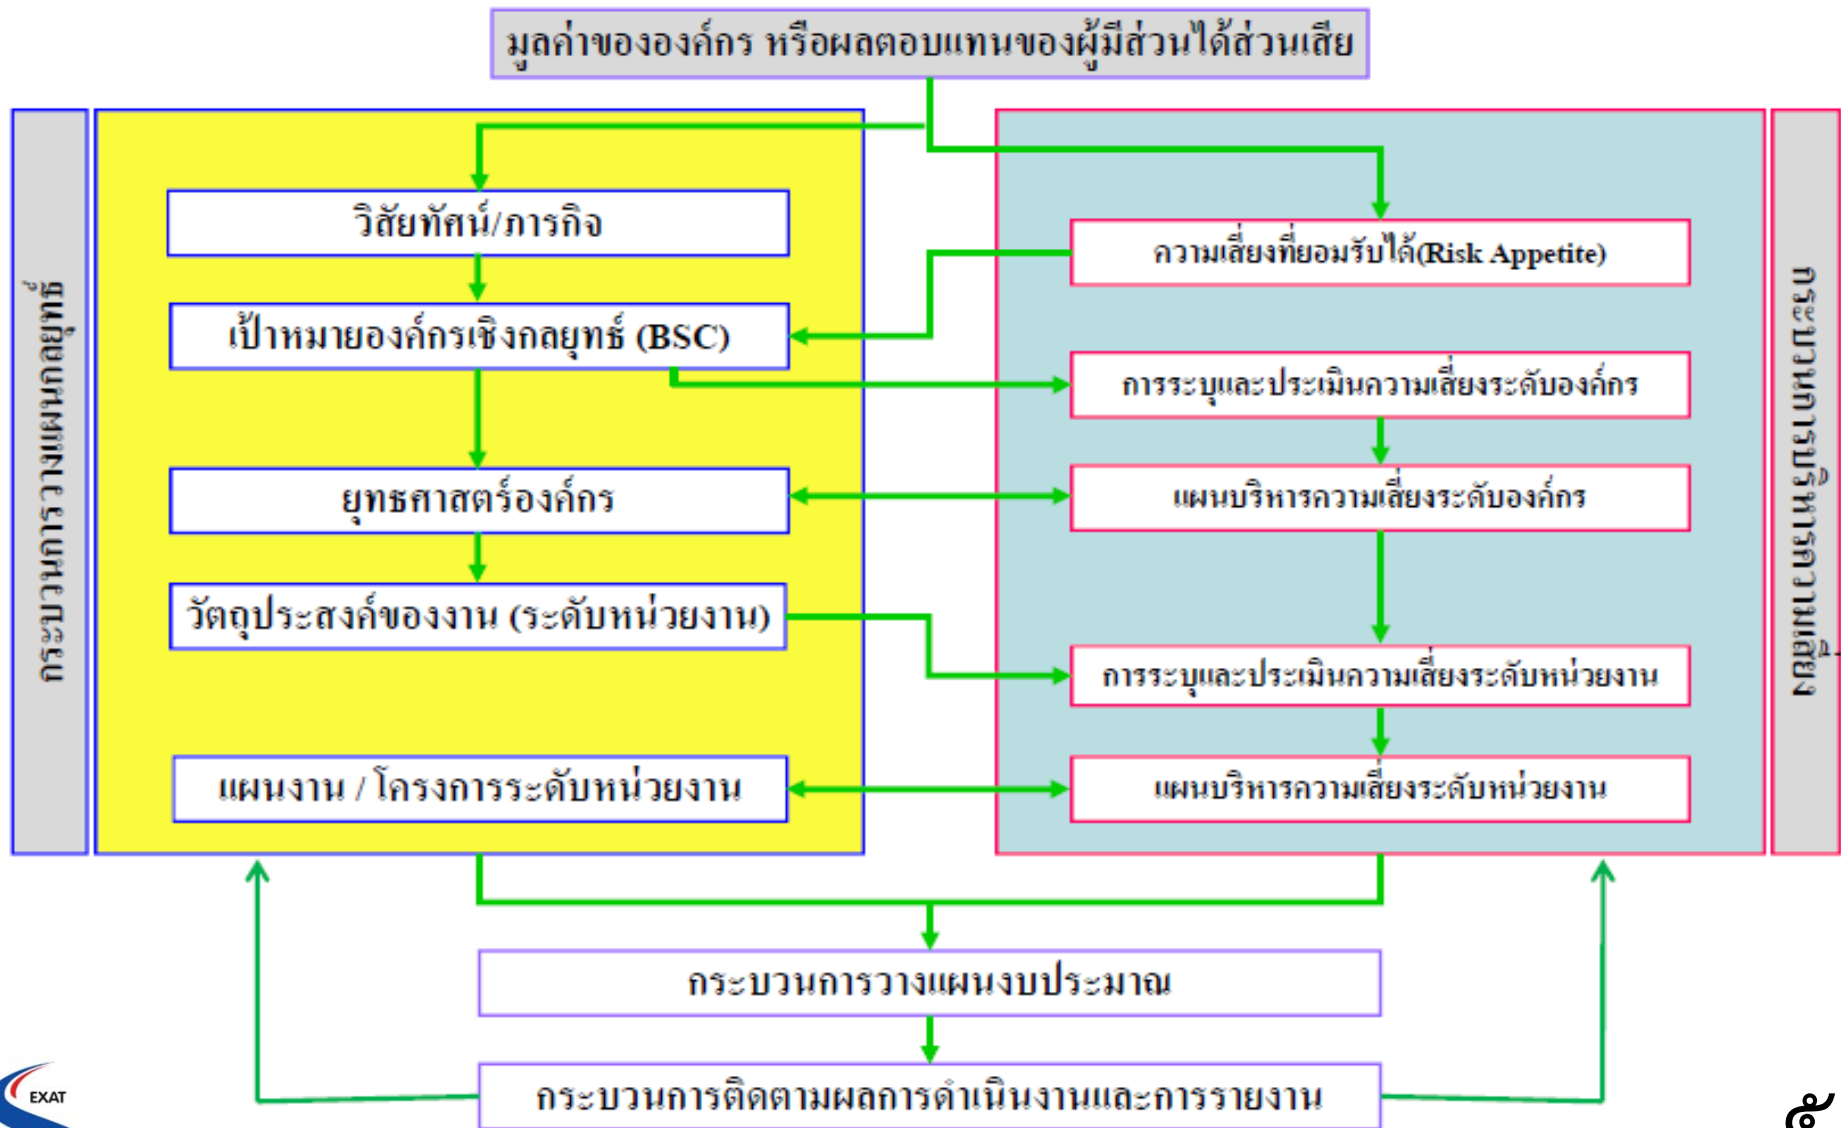 มูลค่าขององค์กร หรือผลตอบแทนของผู้มีส่วนได้ส่วนเสีย
กระบวนการวางแผนกลยุทธ์
วิสัยทัศน์/ภารกิจ
เป้าหมายองค์กรเชิงกลยุทธ์ (BSC)
ยุทธศาสตร์องค์กร
วัตถุประสงค์ของงาน (ระดับหน่วยงาน)
แผนงาน / โครงการระดับหน่วยงาน
ความเสี่ยงที่ยอมรับได้(Risk Appetite)
การระบุและประเมินความเสี่ยงระดับองค์กร
แผนบริหารความเสี่ยงระดับองค์กร
การระบุและประเมินความเสี่ยงระดับหน่วยงาน
แผนบริหารความเสี่ยงระดับหน่วยงาน
กระบวนการบริหารความเสี่ยง
กระบวนการวางแผนงบประมาณ
กระบวนการติดตามผลการดำเนินงานและการรายงาน
EXAT
๕